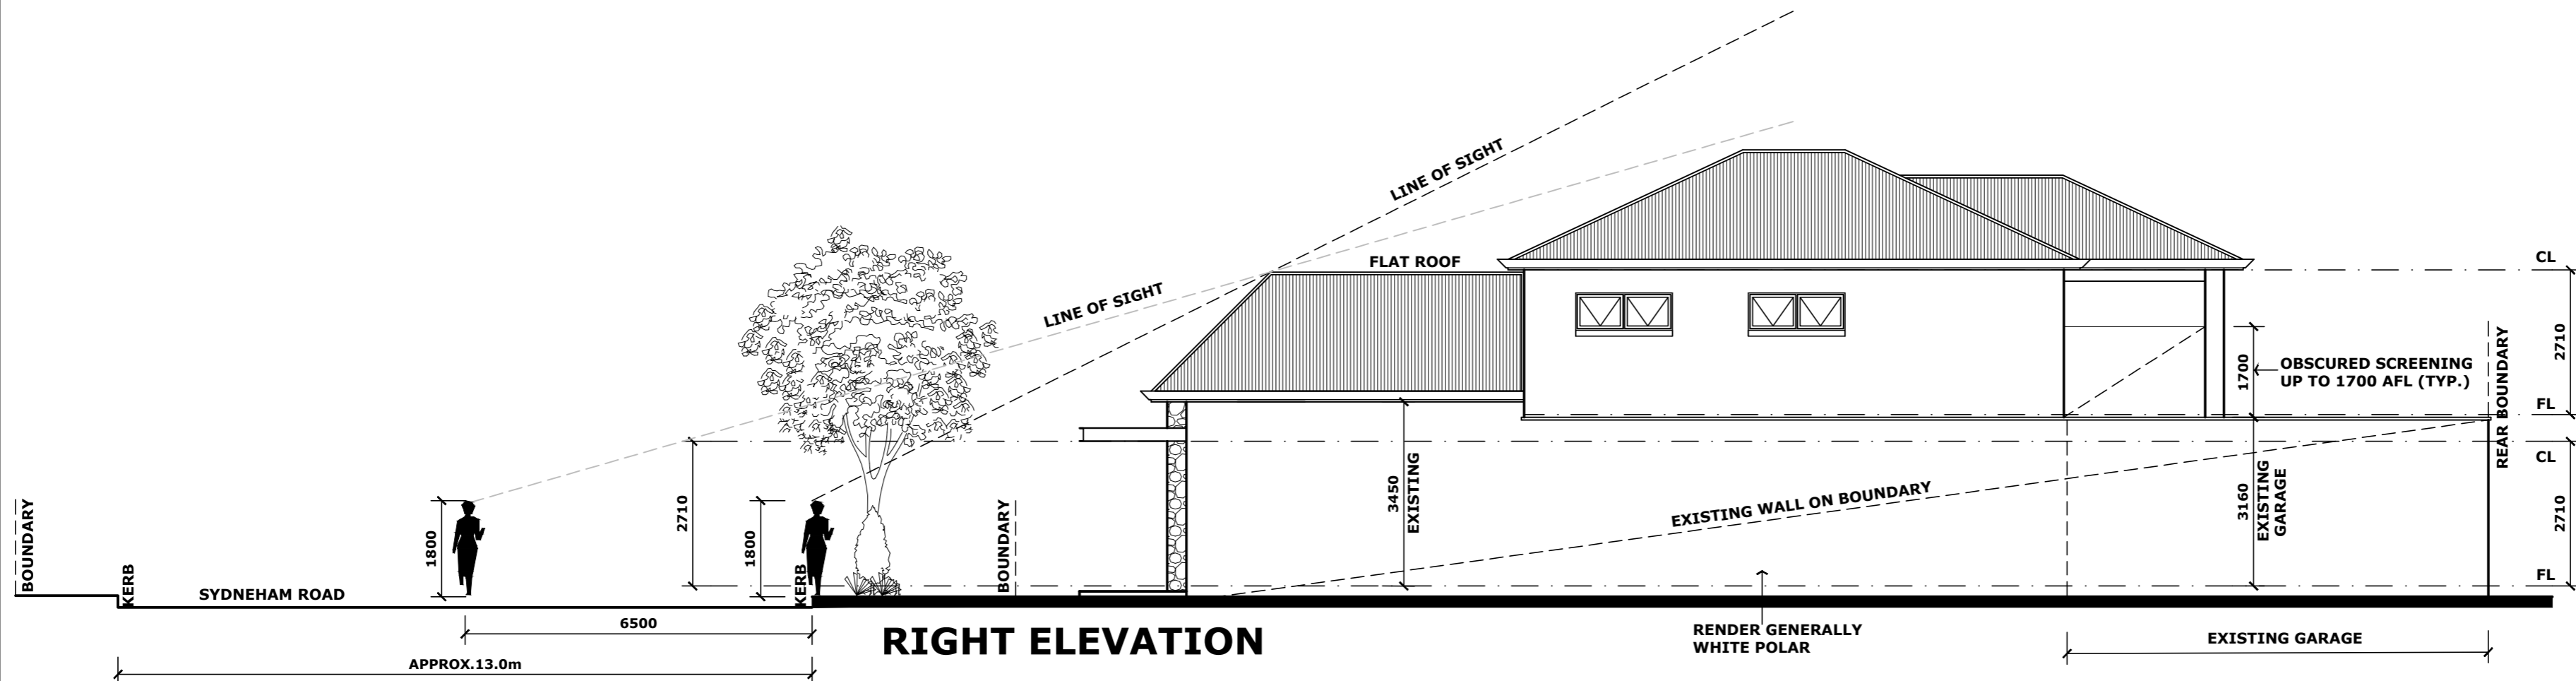 LINE OF SIGHT
LINE OF SIGHT
FLAT ROOF
CL
2710
1700
OBSCURED SCREENING
UP TO 1700 AFL (TYP.)
REAR BOUNDARY
FL
CL
2710
FL
BOUNDARY
KERB
SYDNEHAM ROAD
1800
2710
1800
KERB
BOUNDARY
3450
EXISTING
EXISTING WALL ON BOUNDARY
3160
EXISTING
GARAGE
6500
APPROX.13.0m
RIGHT ELEVATION
RENDER GENERALLY
WHITE POLAR
EXISTING GARAGE